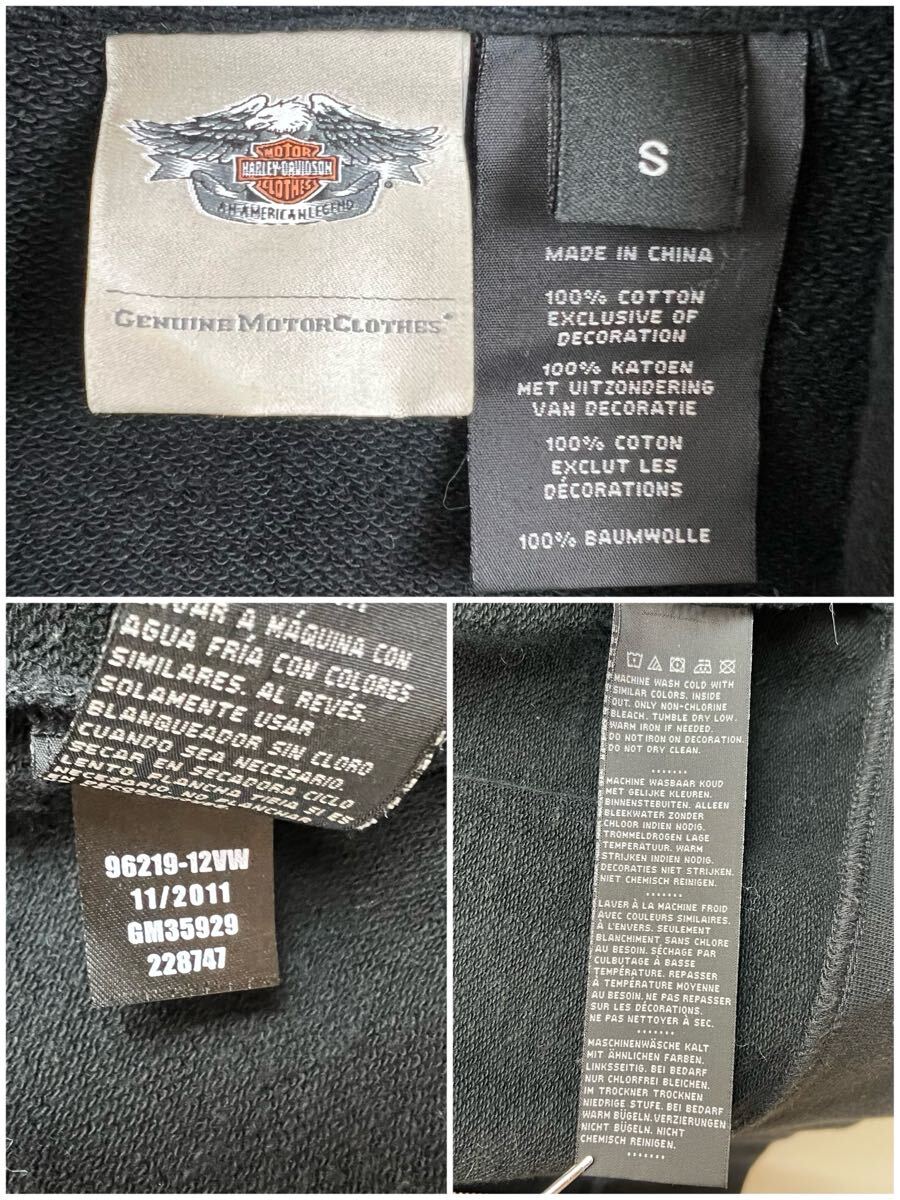 MOTOR
HARLEY-DAVIDSON
CLOTHES
AN AMERICAN LEGEND
®
GENUINE MOTORCLOTHES®
S
MADE IN CHINA
100% COTTON
EXCLUSIVE OF
DECORATION
100% KATOEN
MET UITZONDERING
VAN DECORATIE
100% COTON
EXCLUT LES
DÉCORATIONS
100% BAUMWOLLE
A MÁQUINA CON
AGUA FRÍA CON COLORES
SIMILARES. AL REVÉS.
SOLAMENTE USAR
BLANQUEADOR SIN CLORO
CUANDO SEA NECESARIO.
SECAR EN SECADORA CICLO
LENTO. PLANCHA TIBIA SI ES
96219-12VW
11/2011
GM35929
228747
MACHINE WASH COLD WITH
SIMILAR COLORS. INSIDE
OUT. ONLY NON-CHLORINE
BLEACH. TUMBLE DRY LOW.
WARM IRON IF NEEDED.
DO NOT IRON ON DECORATION.
DO NOT DRY CLEAN.
MACHINE WASBAAR KOUD
MET GELIJKE KLEUREN.
BINNENSTEBUITEN. ALLEEN
BLEEKWATER ZONDER
CHLOOR INDIEN NODIG.
TROMMELDROGEN LAGE
TEMPERATUUR. WARM
STRIJKEN INDIEN NODIG.
DECORATIES NIET STRIJKEN.
NIET CHEMISCH REINIGEN.
LAVER À LA MACHINE FROID
AVEC COULEURS SIMILAIRES.
À L'ENVERS. SEULEMENT
BLANCHIMENT SANS CHLORE
AU BESOIN. SÉCHAGE PAR
CULBUTAGE À BASSE
TEMPÉRATURE. REPASSER
À TEMPÉRATURE MOYENNE
AU BESOIN. NE PAS REPASSER
SUR LES DÉCORATIONS.
NE PAS NETTOYER À SEC.
MASCHINENWÄSCHE KALT
MIT ÄHNLICHEN FARBEN.
LINKSSEITIG. BEI BEDARF
NUR CHLORFREI BLEICHEN.
IM TROCKNER TROCKNEN
NIEDRIGE STUFE. BEI BEDARF
WARM BÜGELN. VERZIERUNGEN
NICHT BÜGELN. NICHT
CHEMISCH REINIGEN.